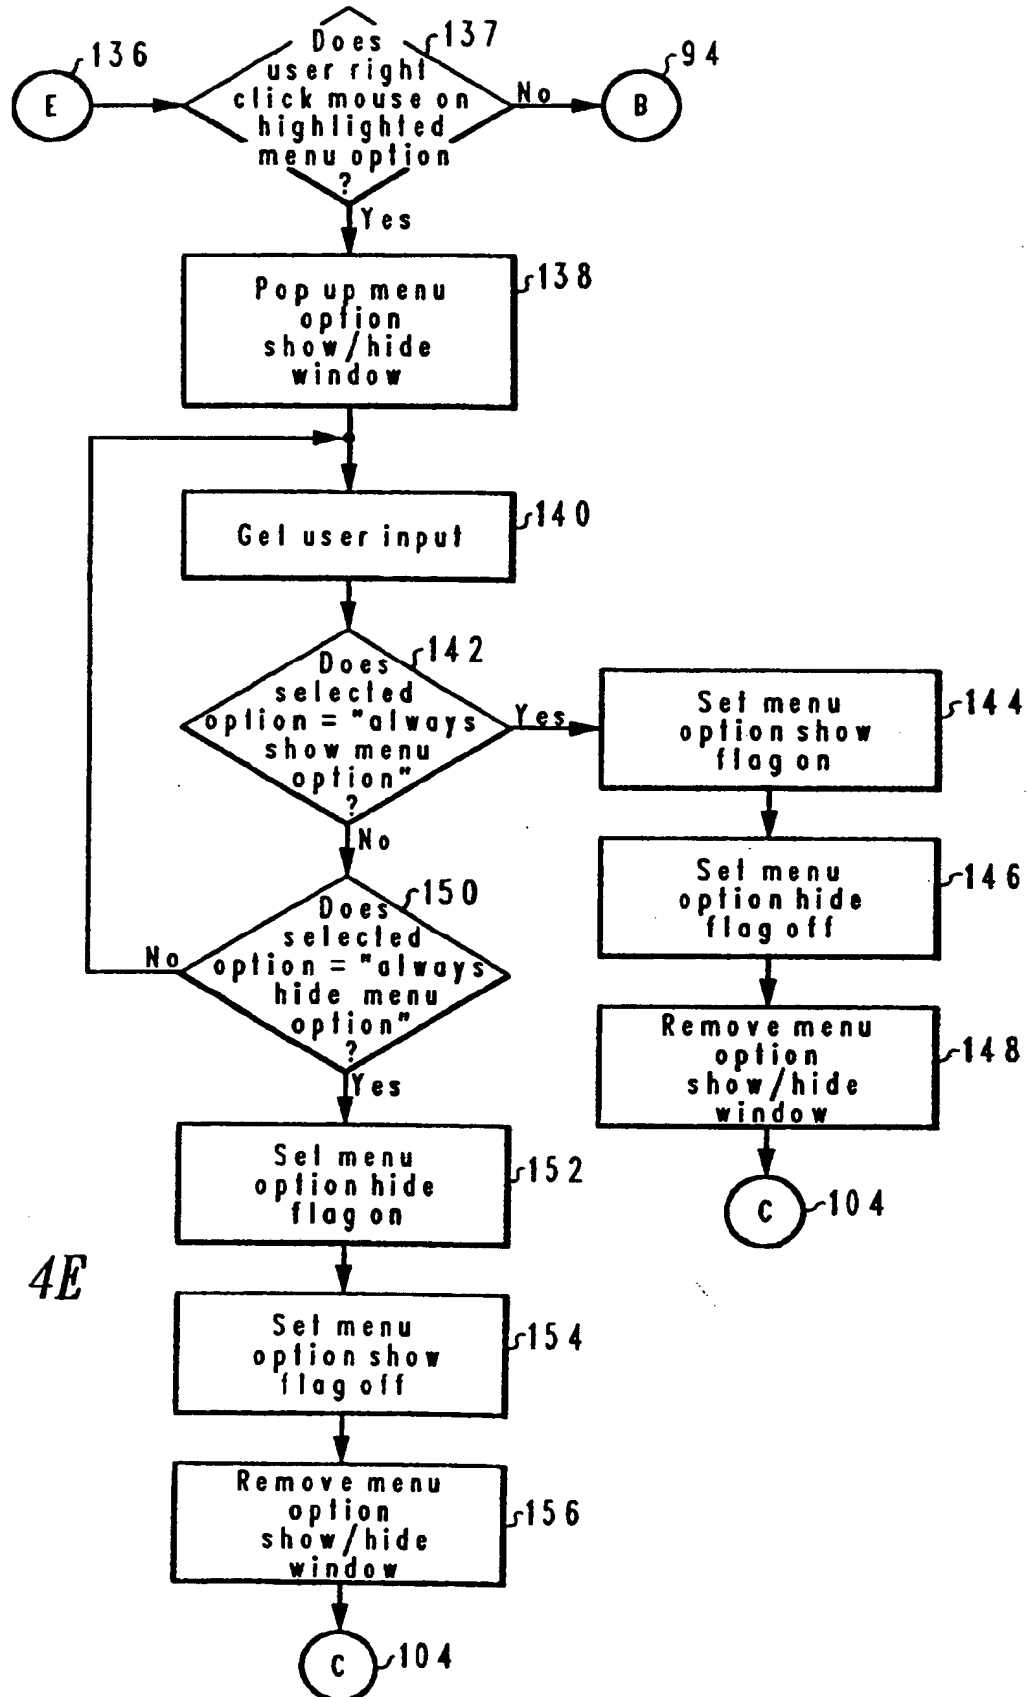 136
E
Does
user right
click mouse on
highlighted
menu option
?
137
No
94
B
Yes
Pop up menu
option
show/hide
window
138
Get user input
140
Does
selected
option = "always
show menu
option"
?
142
Yes
Set menu
option show
flag on
144
No
Set menu
option hide
flag off
146
Does
selected
option = "always
hide menu
option"
?
150
No
Remove menu
option
show/hide
window
148
Yes
C
104
Set menu
option hide
flag on
152
4E
Set menu
option show
flag off
154
Remove menu
option
show/hide
window
156
C
104